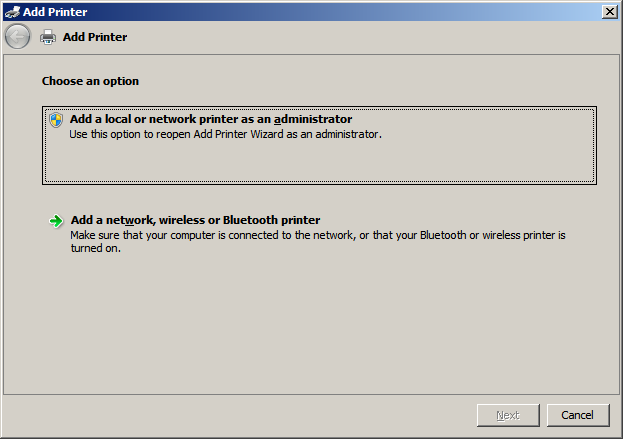 Add Printer
Add Printer
Choose an option
Add a local or network printer as an administrator
Use this option to reopen Add Printer Wizard as an administrator.
Add a network, wireless or Bluetooth printer
Make sure that your computer is connected to the network, or that your Bluetooth or wireless printer is
turned on.
Next
Cancel